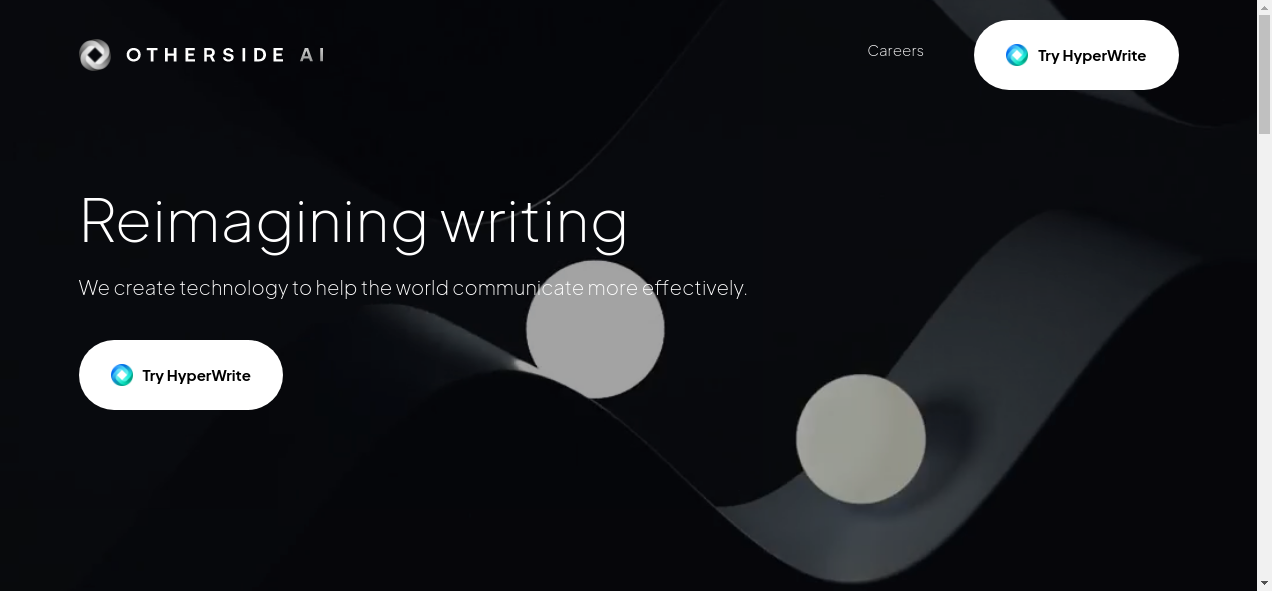 OTHERSIDE AI
Careers
Try HyperWrite
Reimagining writing
We create technology to help the world communicate more effectively.
Try HyperWrite